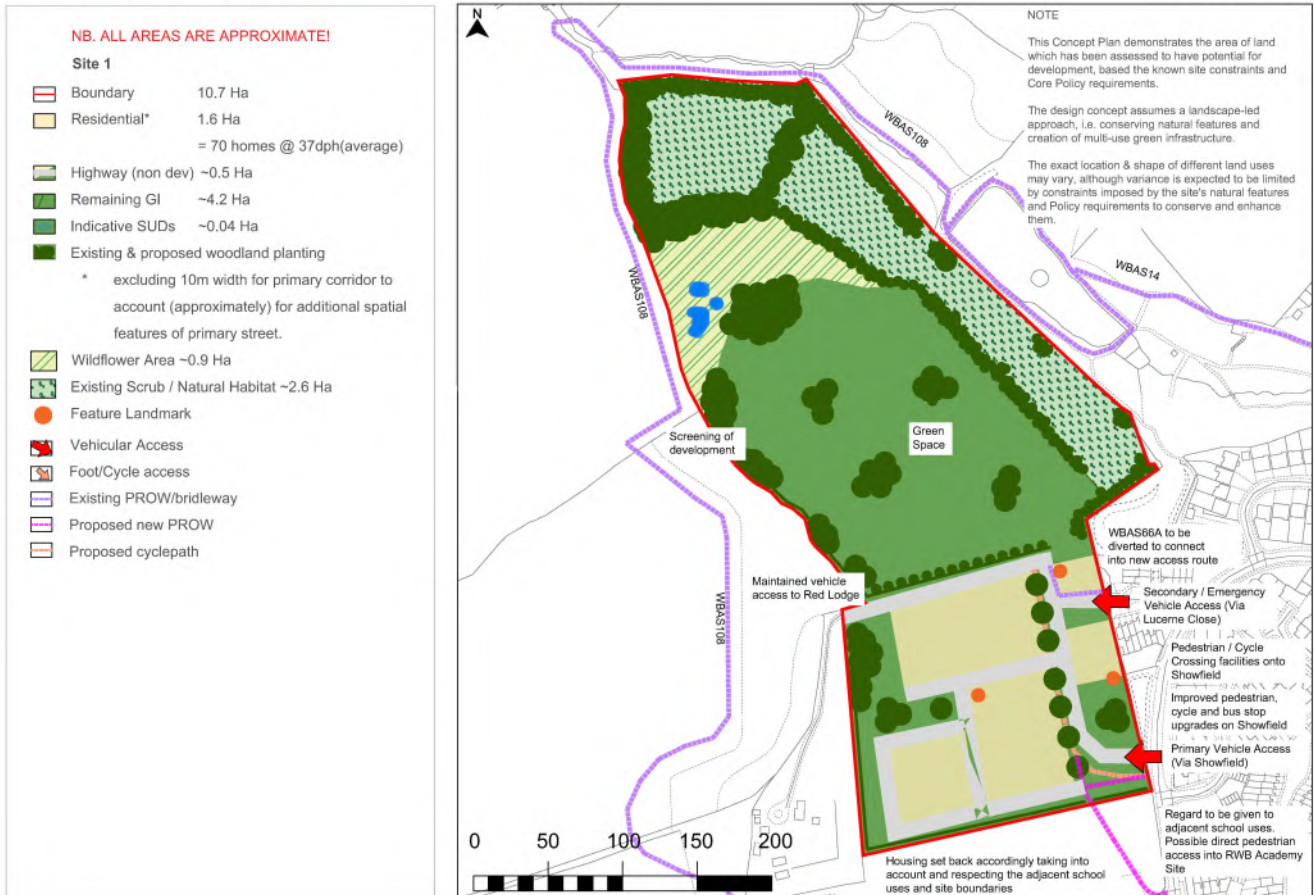 NB. ALL AREAS ARE APPROXIMATE!
Site 1
Boundary 10.7 Ha
Residential* 1.6 Ha
= 70 homes @ 37dph(average)
Highway (non dev) ~0.5 Ha
Remaining GI ~4.2 Ha
Indicative SUDs ~0.04 Ha
Existing & proposed woodland planting
* excluding 10m width for primary corridor to
account (approximately) for additional spatial
features of primary street.
Wildflower Area ~0.9 Ha
Existing Scrub / Natural Habitat ~2.6 Ha
Feature Landmark
Vehicular Access
Foot/Cycle access
Existing PROW/bridleway
Proposed new PROW
Proposed cyclepath
N
NOTE
This Concept Plan demonstrates the area of land
which has been assessed to have potential for
development, based the known site constraints and
Core Policy requirements.
The design concept assumes a landscape-led
approach, i.e. conserving natural features and
creation of multi-use green infrastructure.
The exact location & shape of different land uses
may vary, although variance is expected to be limited
by constraints imposed by the site's natural features
and Policy requirements to conserve and enhance
them.
WBAS108
WBAS14
WBAS108
Screening of
development
Green
Space
WBAS66A to be
diverted to connect
into new access route
Maintained vehicle
access to Red Lodge
Secondary / Emergency
Vehicle Access (Via
Lucerne Close)
WBAS108
Pedestrian / Cycle
Crossing facilities onto
Showfield
Improved pedestrian,
cycle and bus stop
upgrades on Showfield
Primary Vehicle Access
(Via Showfield)
Regard to be given to
adjacent school uses.
Possible direct pedestrian
access into RWB Academy
Site
0 50 100 150 200
Housing set back accordingly taking into
account and respecting the adjacent school
uses and site boundaries